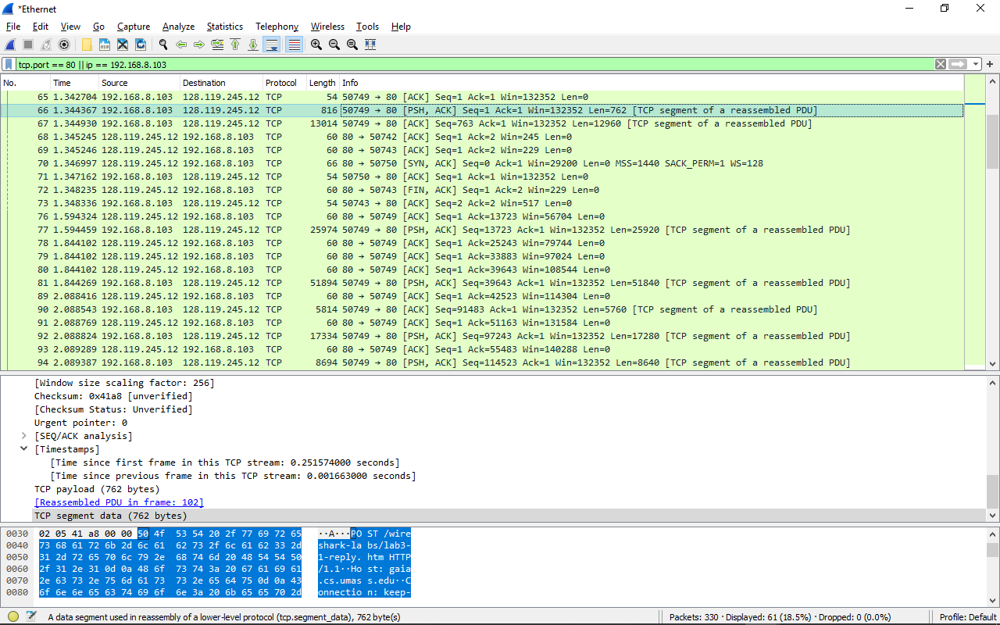 *Ethernet
File Edit View Go Capture Analyze Statistics Telephony Wireless Tools Help
tcp.port == 80 || ip == 192.168.8.103
No. Time Source Destination Protocol Length Info
65 1.342704 192.168.8.103 128.119.245.12 TCP 54 50749 → 80 [ACK] Seq=1 Ack=1 Win=132352 Len=0
66 1.344367 192.168.8.103 128.119.245.12 TCP 816 50749 → 80 [PSH, ACK] Seq=1 Ack=1 Win=132352 Len=762 [TCP segment of a reassembled PDU]
67 1.344930 192.168.8.103 128.119.245.12 TCP 13014 50749 → 80 [ACK] Seq=763 Ack=1 Win=132352 Len=12960 [TCP segment of a reassembled PDU]
68 1.345245 128.119.245.12 192.168.8.103 TCP 60 80 → 50742 [ACK] Seq=1 Ack=2 Win=245 Len=0
69 1.345246 128.119.245.12 192.168.8.103 TCP 60 80 → 50743 [ACK] Seq=1 Ack=2 Win=229 Len=0
70 1.346997 128.119.245.12 192.168.8.103 TCP 66 80 → 50750 [SYN, ACK] Seq=0 Ack=1 Win=29200 Len=0 MSS=1440 SACK_PERM=1 WS=128
71 1.347162 192.168.8.103 128.119.245.12 TCP 54 50750 → 80 [ACK] Seq=1 Ack=1 Win=132352 Len=0
72 1.348235 128.119.245.12 192.168.8.103 TCP 60 80 → 50743 [FIN, ACK] Seq=1 Ack=2 Win=229 Len=0
73 1.348336 192.168.8.103 128.119.245.12 TCP 54 50743 → 80 [ACK] Seq=2 Ack=2 Win=517 Len=0
76 1.594324 128.119.245.12 192.168.8.103 TCP 60 80 → 50749 [ACK] Seq=1 Ack=13723 Win=56704 Len=0
77 1.594459 192.168.8.103 128.119.245.12 TCP 25974 50749 → 80 [PSH, ACK] Seq=13723 Ack=1 Win=132352 Len=25920 [TCP segment of a reassembled PDU]
78 1.844102 128.119.245.12 192.168.8.103 TCP 60 80 → 50749 [ACK] Seq=1 Ack=25243 Win=79744 Len=0
79 1.844102 128.119.245.12 192.168.8.103 TCP 60 80 → 50749 [ACK] Seq=1 Ack=33883 Win=97024 Len=0
80 1.844102 128.119.245.12 192.168.8.103 TCP 60 80 → 50749 [ACK] Seq=1 Ack=39643 Win=108544 Len=0
81 1.844269 192.168.8.103 128.119.245.12 TCP 51894 50749 → 80 [PSH, ACK] Seq=39643 Ack=1 Win=132352 Len=51840 [TCP segment of a reassembled PDU]
89 2.088416 128.119.245.12 192.168.8.103 TCP 60 80 → 50749 [ACK] Seq=1 Ack=42523 Win=114304 Len=0
90 2.088543 192.168.8.103 128.119.245.12 TCP 5814 50749 → 80 [ACK] Seq=91483 Ack=1 Win=132352 Len=5760 [TCP segment of a reassembled PDU]
91 2.088769 128.119.245.12 192.168.8.103 TCP 60 80 → 50749 [ACK] Seq=1 Ack=51163 Win=131584 Len=0
92 2.088824 192.168.8.103 128.119.245.12 TCP 17334 50749 → 80 [PSH, ACK] Seq=97243 Ack=1 Win=132352 Len=17280 [TCP segment of a reassembled PDU]
93 2.089289 128.119.245.12 192.168.8.103 TCP 60 80 → 50749 [ACK] Seq=1 Ack=55483 Win=140288 Len=0
94 2.089387 192.168.8.103 128.119.245.12 TCP 8694 50749 → 80 [PSH, ACK] Seq=114523 Ack=1 Win=132352 Len=8640 [TCP segment of a reassembled PDU]
[Window size scaling factor: 256]
Checksum: 0x41a8 [unverified]
[Checksum Status: Unverified]
Urgent pointer: 0
[SEQ/ACK analysis]
[Timestamps]
[Time since first frame in this TCP stream: 0.251574000 seconds]
[Time since previous frame in this TCP stream: 0.001663000 seconds]
TCP payload (762 bytes)
[Reassembled PDU in frame: 102]
TCP segment data (762 bytes)
0030 02 05 41 a8 00 00 50 4f 53 54 20 2f 77 69 72 65 ··A···PO ST /wire
0040 73 68 61 72 6b 2d 6c 61 62 73 2f 6c 61 62 33 2d shark-la bs/lab3-
0050 31 2d 72 65 70 6c 79 2e 68 74 6d 20 48 54 54 50 1-reply. htm HTTP
0060 2f 31 2e 31 0d 0a 48 6f 73 74 3a 20 67 61 69 61 /1.1··Ho st: gaia
0070 2e 63 73 2e 75 6d 61 73 73 2e 65 64 75 0d 0a 43 .cs.umas s.edu··C
0080 6f 6e 6e 65 63 74 69 6f 6e 3a 20 6b 65 65 70 2d onnectio n: keep-
A data segment used in reassembly of a lower-level protocol (tcp.segment_data), 762 byte(s) Packets: 330 · Displayed: 61 (18.5%) · Dropped: 0 (0.0%) Profile: Default